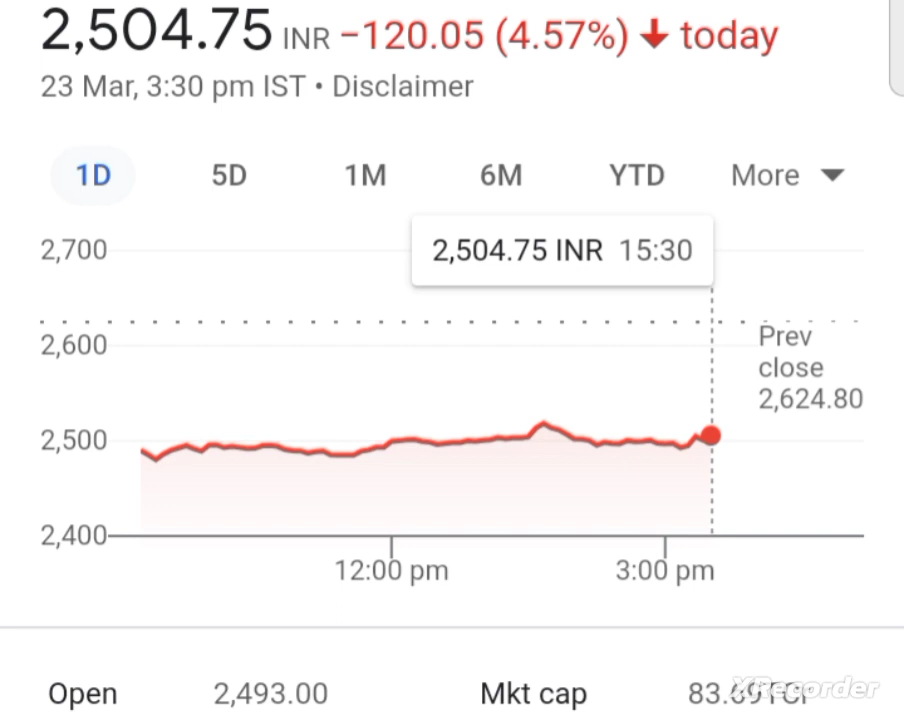 2,504.75 INR −120.05 (4.57%) ↓ today
23 Mar, 3:30 pm IST • Disclaimer
1D 5D 1M 6M YTD More
2,504.75 INR 15:30
2,700
2,600
2,500
2,400
Prev
close
2,624.80
12:00 pm 3:00 pm
Open 2,493.00 Mkt cap
XRecorder